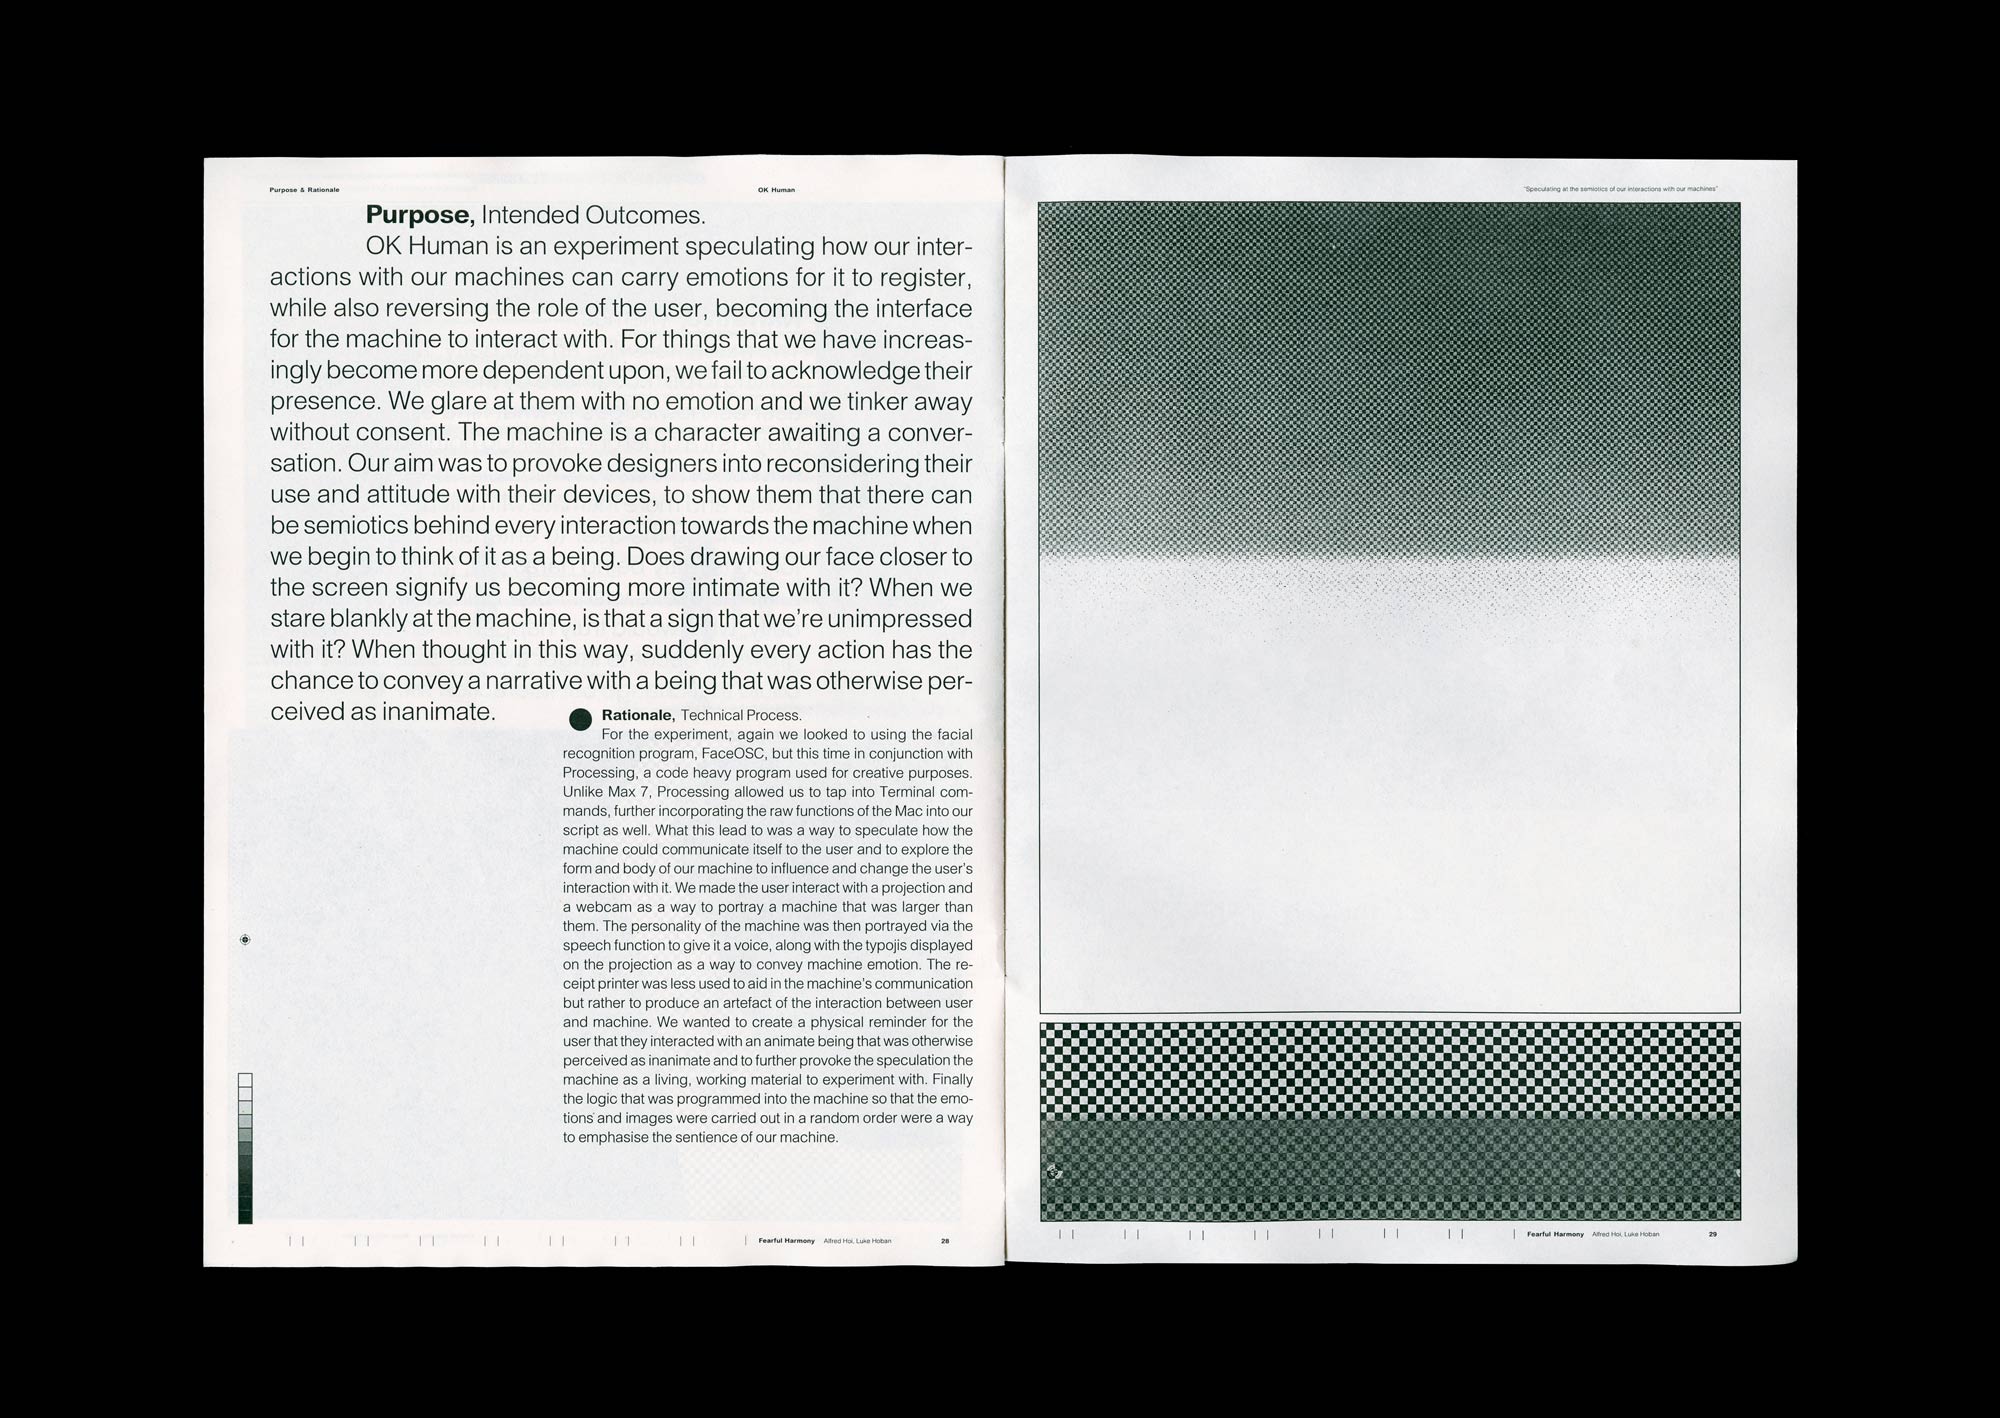 Purpose & Rationale
OK Human
Purpose, Intended Outcomes.
OK Human is an experiment speculating how our inter-
actions with our machines can carry emotions for it to register,
while also reversing the role of the user, becoming the interface
for the machine to interact with. For things that we have increas-
ingly become more dependent upon, we fail to acknowledge their
presence. We glare at them with no emotion and we tinker away
without consent. The machine is a character awaiting a conver-
sation. Our aim was to provoke designers into reconsidering their
use and attitude with their devices, to show them that there can
be semiotics behind every interaction towards the machine when
we begin to think of it as a being. Does drawing our face closer to
the screen signify us becoming more intimate with it? When we
stare blankly at the machine, is that a sign that we're unimpressed
with it? When thought in this way, suddenly every action has the
chance to convey a narrative with a being that was otherwise per-
ceived as inanimate.
Rationale, Technical Process.
For the experiment, again we looked to using the facial
recognition program, FaceOSC, but this time in conjunction with
Processing, a code heavy program used for creative purposes.
Unlike Max 7, Processing allowed us to tap into Terminal com-
mands, further incorporating the raw functions of the Mac into our
script as well. What this lead to was a way to speculate how the
machine could communicate itself to the user and to explore the
form and body of our machine to influence and change the user's
interaction with it. We made the user interact with a projection and
a webcam as a way to portray a machine that was larger than
them. The personality of the machine was then portrayed via the
speech function to give it a voice, along with the typojis displayed
on the projection as a way to convey machine emotion. The re-
ceipt printer was less used to aid in the machine's communication
but rather to produce an artefact of the interaction between user
and machine. We wanted to create a physical reminder for the
user that they interacted with an animate being that was otherwise
perceived as inanimate and to further provoke the speculation the
machine as a living, working material to experiment with. Finally
the logic that was programmed into the machine so that the emo-
tions and images were carried out in a random order were a way
to emphasise the sentience of our machine.
Fearful Harmony Alfred Hoi, Luke Hoban 28
"Speculating at the semiotics of our interactions with our machines"
Fearful Harmony Alfred Hoi, Luke Hoban 29